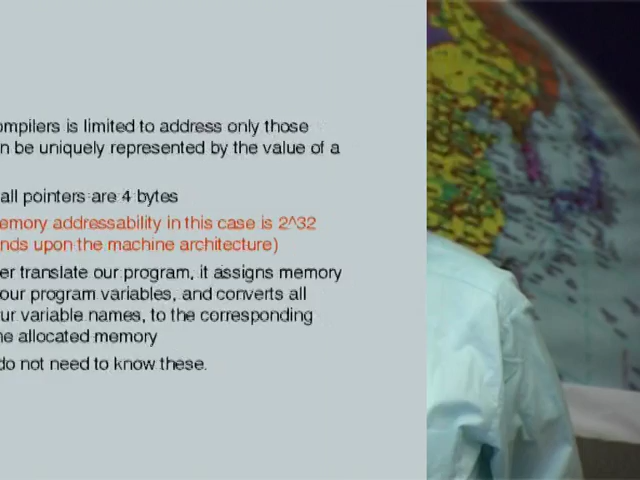 ompilers is limited to address only those
n be uniquely represented by the value of a
all pointers are 4 bytes
emory addressability in this case is 2^32
nds upon the machine architecture)
er translate our program, it assigns memory
our program variables, and converts all
ur variable names, to the corresponding
e allocated memory
do not need to know these.